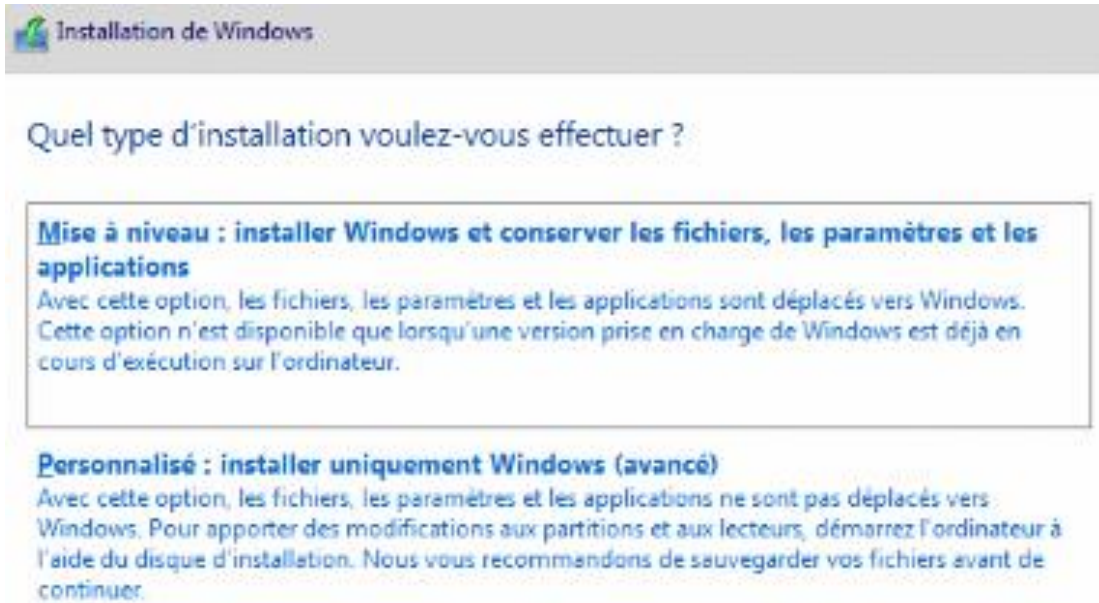 Installation de Windows
Quel type d'installation voulez-vous effectuer ?
Mise à niveau : installer Windows et conserver les fichiers, les paramètres et les
applications
Avec cette option, les fichiers, les paramètres et les applications sont déplacés vers Windows.
Cette option n'est disponible que lorsqu'une version prise en charge de Windows est déjà en
cours d'exécution sur l'ordinateur.
Personnalisé : installer uniquement Windows (avancé)
Avec cette option, les fichiers, les paramètres et les applications ne sont pas déplacés vers
Windows. Pour apporter des modifications aux partitions et aux lecteurs, démarrez l'ordinateur à
l'aide du disque d'installation. Nous vous recommandons de sauvegarder vos fichiers avant de
continuer.